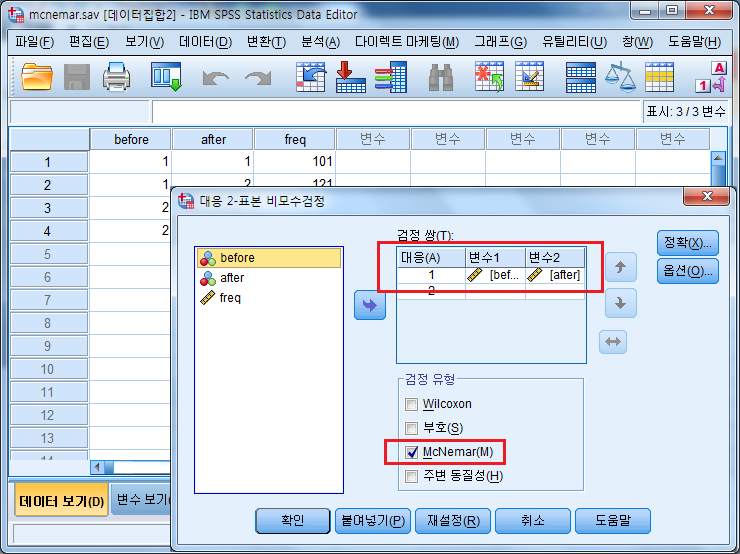 mcnemar.sav [데이터집합2] - IBM SPSS Statistics Data Editor
파일(F) 편집(E) 보기(V) 데이터(D) 변환(T) 분석(A) 다이렉트 마케팅(M) 그래프(G) 유틸리티(U) 창(W) 도움말(H)
A
1
표시: 3 / 3 변수
before after freq 변수 변수 변수 변수 변수
1 1 1 101
2 1 2 121
3 2
4 2
5
6
7
8
9
10
11
12
13
14
데이터 보기(D) 변수 보기(
대응 2-표본 비모수검정
before
after
freq
검정 쌍(T):
대응(A) 변수1 변수2
1 [bef... [after]
2
정확(X)...
옵션(O)...
검정 유형
Wilcoxon
부호(S)
McNemar(M)
주변 동질성(H)
확인 붙여넣기(P) 재설정(R) 취소 도움말